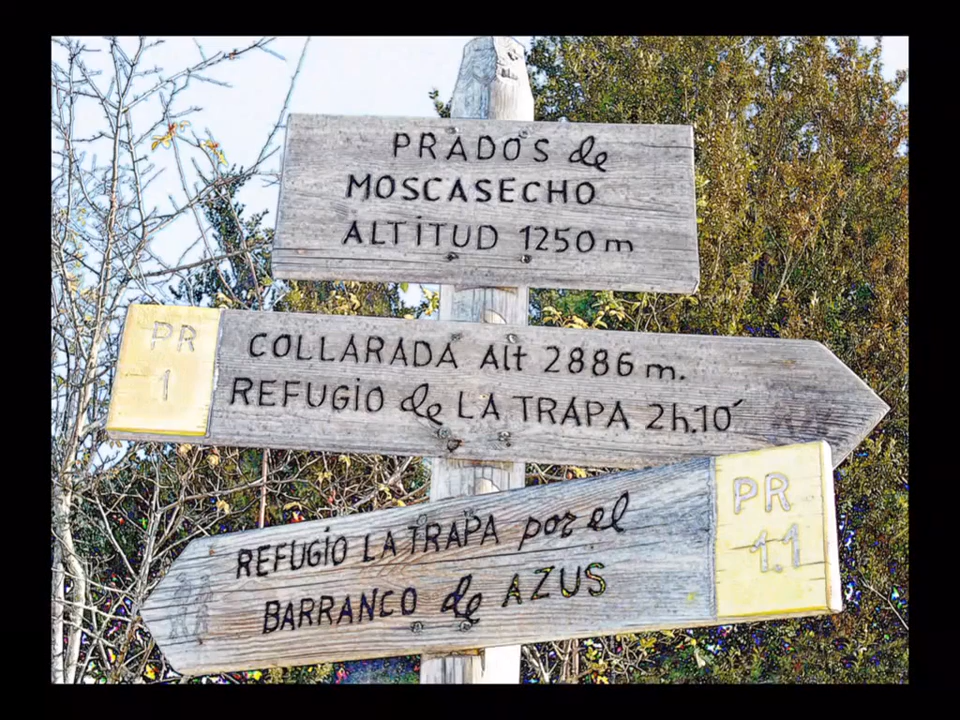 PRADOS de
MOSCASECHO
ALTITUD 1250 m
PR
1
COLLARADA Alt 2886 m.
REFUGIO de LA TRAPA 2h.10´
REFUGIO LA TRAPA por el
BARRANCO de AZUS
PR
1.1